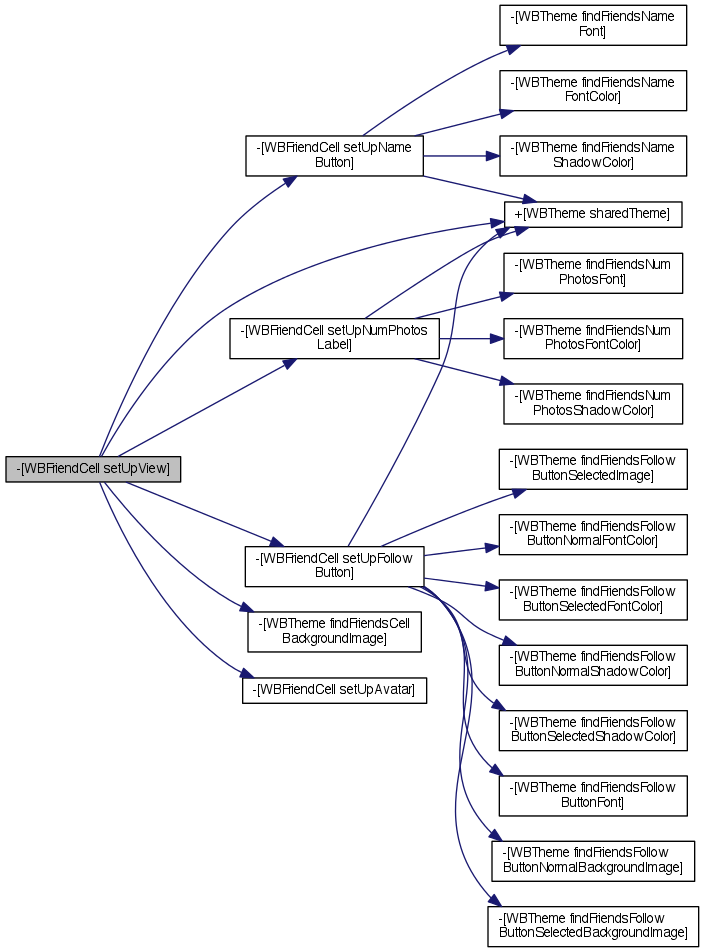 -[WBTheme findFriendsName
Font]
-[WBTheme findFriendsName
FontColor]
-[WBFriendCell setUpName
Button]
-[WBTheme findFriendsName
ShadowColor]
+[WBTheme sharedTheme]
-[WBTheme findFriendsNum
PhotosFont]
-[WBFriendCell setUpNumPhotos
Label]
-[WBTheme findFriendsNum
PhotosFontColor]
-[WBTheme findFriendsNum
PhotosShadowColor]
-[WBFriendCell setUpView]
-[WBTheme findFriendsFollow
ButtonSelectedImage]
-[WBTheme findFriendsFollow
ButtonNormalFontColor]
-[WBFriendCell setUpFollow
Button]
-[WBTheme findFriendsFollow
ButtonSelectedFontColor]
-[WBTheme findFriendsCell
BackgroundImage]
-[WBTheme findFriendsFollow
ButtonNormalShadowColor]
-[WBFriendCell setUpAvatar]
-[WBTheme findFriendsFollow
ButtonSelectedShadowColor]
-[WBTheme findFriendsFollow
ButtonFont]
-[WBTheme findFriendsFollow
ButtonNormalBackgroundImage]
-[WBTheme findFriendsFollow
ButtonSelectedBackgroundImage]